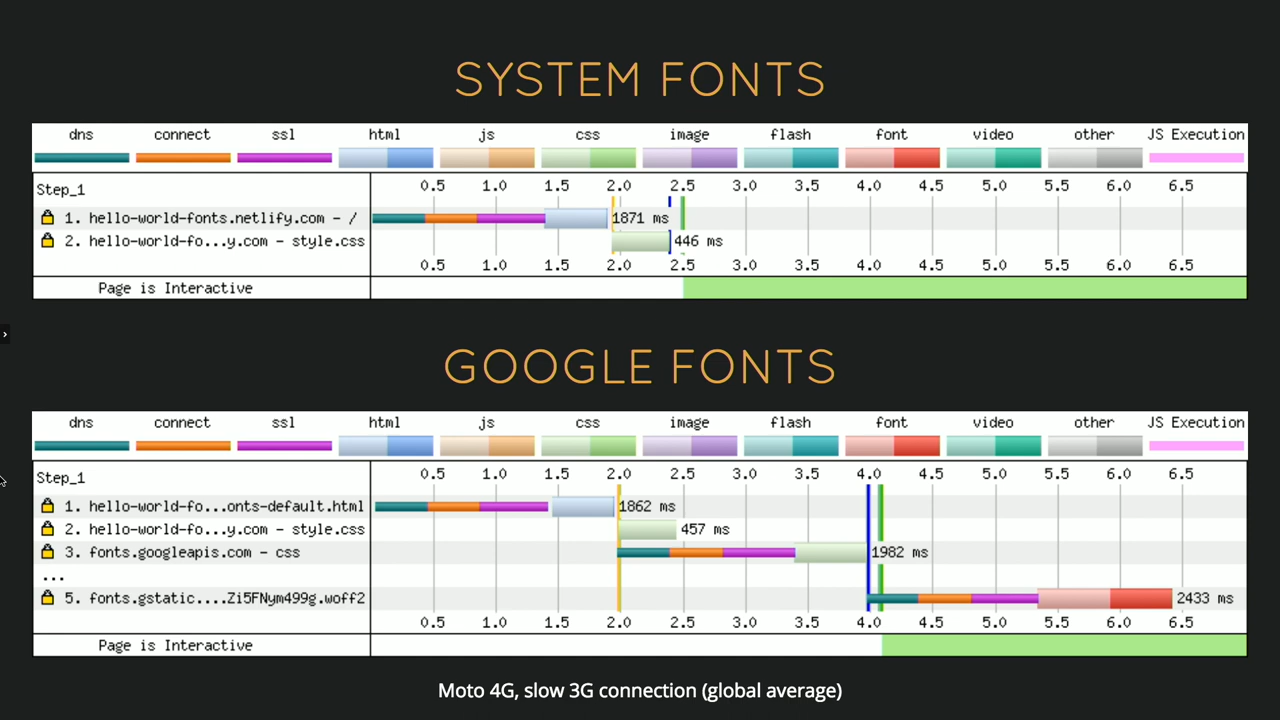 SYSTEM FONTS
dns connect ssl html js css image flash font video other JS Execution
Step_1 0.5 1.0 1.5 2.0 2.5 3.0 3.5 4.0 4.5 5.0 5.5 6.0 6.5
1. hello-world-fonts.netlify.com - / 1871 ms
2. hello-world-fo...y.com - style.css 446 ms
0.5 1.0 1.5 2.0 2.5 3.0 3.5 4.0 4.5 5.0 5.5 6.0 6.5
Page is Interactive
GOOGLE FONTS
dns connect ssl html js css image flash font video other JS Execution
Step_1 0.5 1.0 1.5 2.0 2.5 3.0 3.5 4.0 4.5 5.0 5.5 6.0 6.5
1. hello-world-fo...onts-default.html 1862 ms
2. hello-world-fo...y.com - style.css 457 ms
3. fonts.googleapis.com - css 1982 ms
...
5. fonts.gstatic....Zi5FNym499g.woff2 2433 ms
0.5 1.0 1.5 2.0 2.5 3.0 3.5 4.0 4.5 5.0 5.5 6.0 6.5
Page is Interactive
Moto 4G, slow 3G connection (global average)